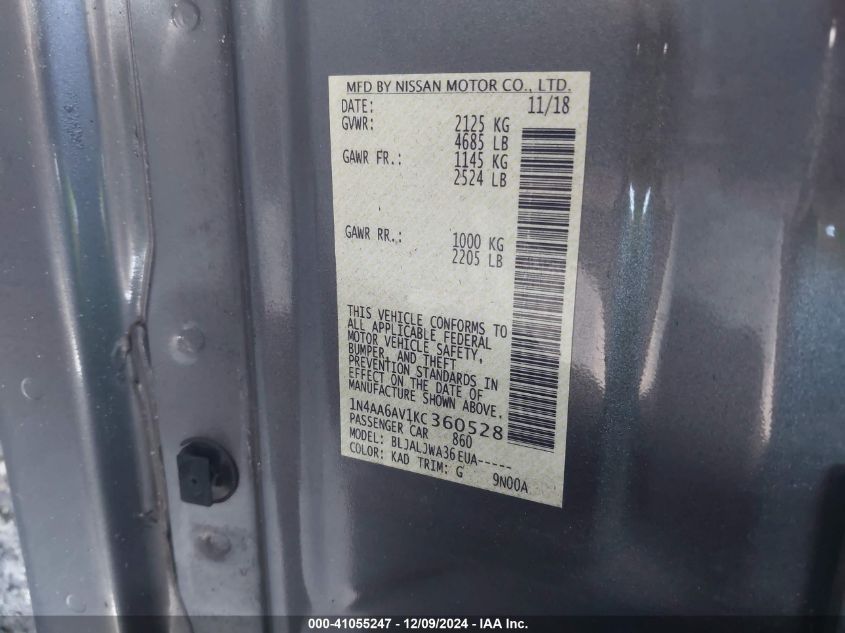 MFD BY NISSAN MOTOR CO., LTD.
DATE: 11/18
GVWR: 2125 KG
4685 LB
GAWR FR.: 1145 KG
2524 LB
GAWR RR.: 1000 KG
2205 LB
THIS VEHICLE CONFORMS TO
ALL APPLICABLE FEDERAL
MOTOR VEHICLE SAFETY,
BUMPER, AND THEFT
PREVENTION STANDARDS IN
EFFECT ON THE DATE OF
MANUFACTURE SHOWN ABOVE.
1N4AA6AV1KC360528
PASSENGER CAR 860
MODEL: BLJALJWA36EUA-----
COLOR: KAD TRIM: G 9N00A
000-41055247 - 12/09/2024 - IAA Inc.